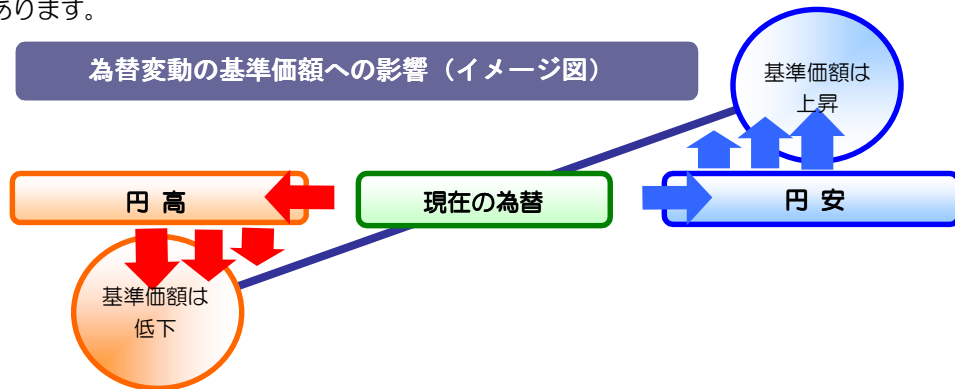 あります。
為替変動の基準価額への影響（イメージ図）
基準価額は
上昇
円 高
現在の為替
円 安
基準価額は
低下